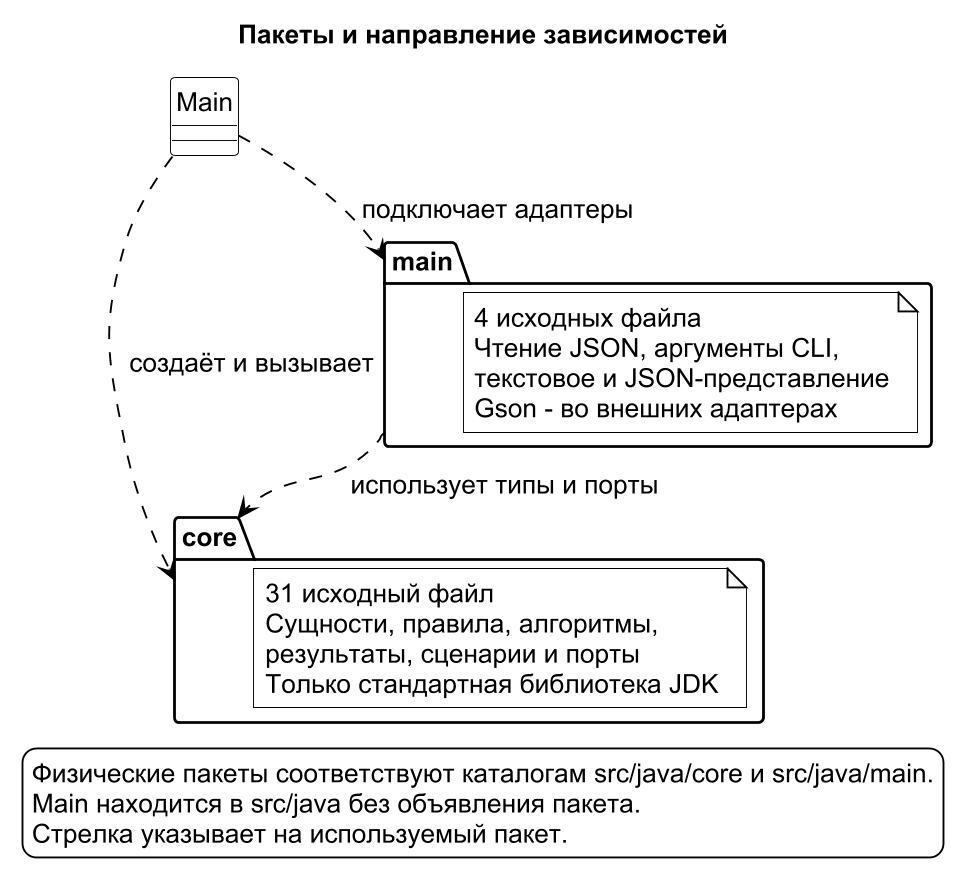 Пакеты и направление зависимостей
Main
подключает адаптеры
main
4 исходных файла
Чтение JSON, аргументы CLI,
текстовое и JSON-представление
Gson - во внешних адаптерах
создаёт и вызывает
использует типы и порты
core
31 исходный файл
Сущности, правила, алгоритмы,
результаты, сценарии и порты
Только стандартная библиотека JDK
Физические пакеты соответствуют каталогам src/java/core и src/java/main.
Main находится в src/java без объявления пакета.
Стрелка указывает на используемый пакет.